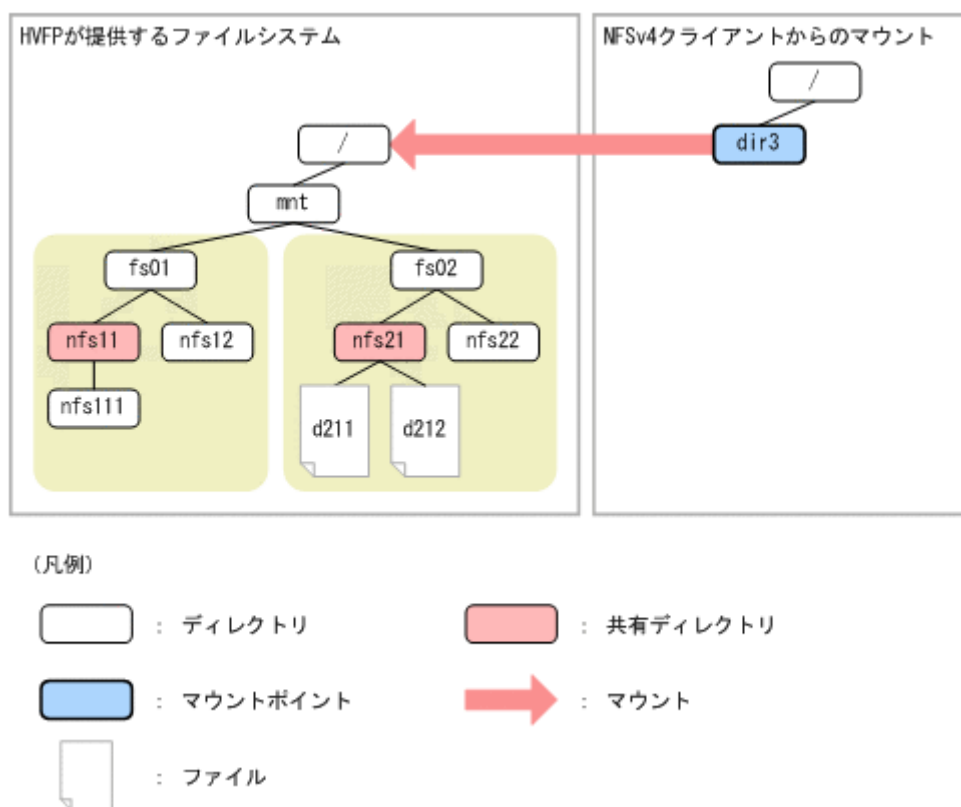 HVFPが提供するファイルシステム
NFSv4クライアントからのマウント
/
/
dir3
mnt
fs01
fs02
nfs11
nfs12
nfs21
nfs22
nfs111
d211
d212
(凡例)
： ディレクトリ
： 共有ディレクトリ
： マウントポイント
： マウント
： ファイル